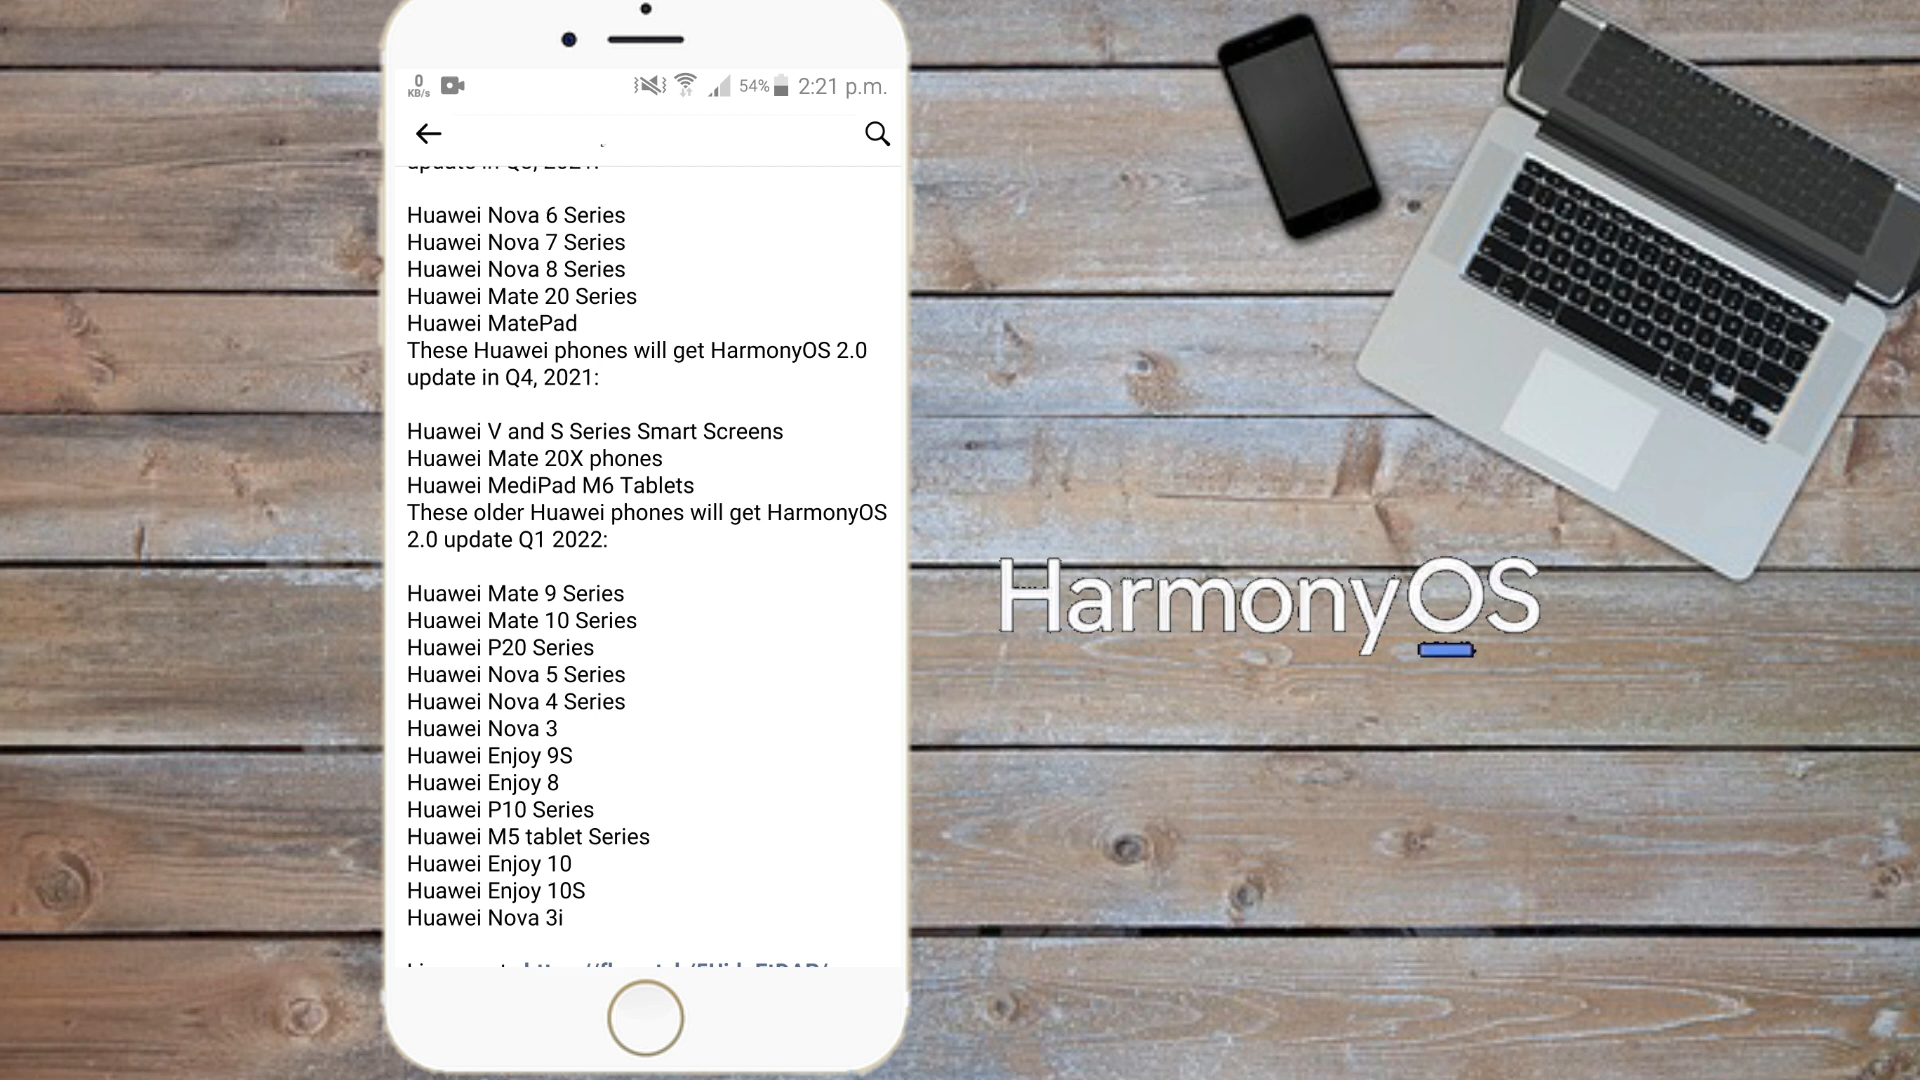 0
KB/s
54%
2:21 p.m.
update in Q3, 2021:
Huawei Nova 6 Series
Huawei Nova 7 Series
Huawei Nova 8 Series
Huawei Mate 20 Series
Huawei MatePad
These Huawei phones will get HarmonyOS 2.0
update in Q4, 2021:
Huawei V and S Series Smart Screens
Huawei Mate 20X phones
Huawei MediPad M6 Tablets
These older Huawei phones will get HarmonyOS
2.0 update Q1 2022:
Huawei Mate 9 Series
Huawei Mate 10 Series
Huawei P20 Series
Huawei Nova 5 Series
Huawei Nova 4 Series
Huawei Nova 3
Huawei Enjoy 9S
Huawei Enjoy 8
Huawei P10 Series
Huawei M5 tablet Series
Huawei Enjoy 10
Huawei Enjoy 10S
Huawei Nova 3i
HarmonyOS